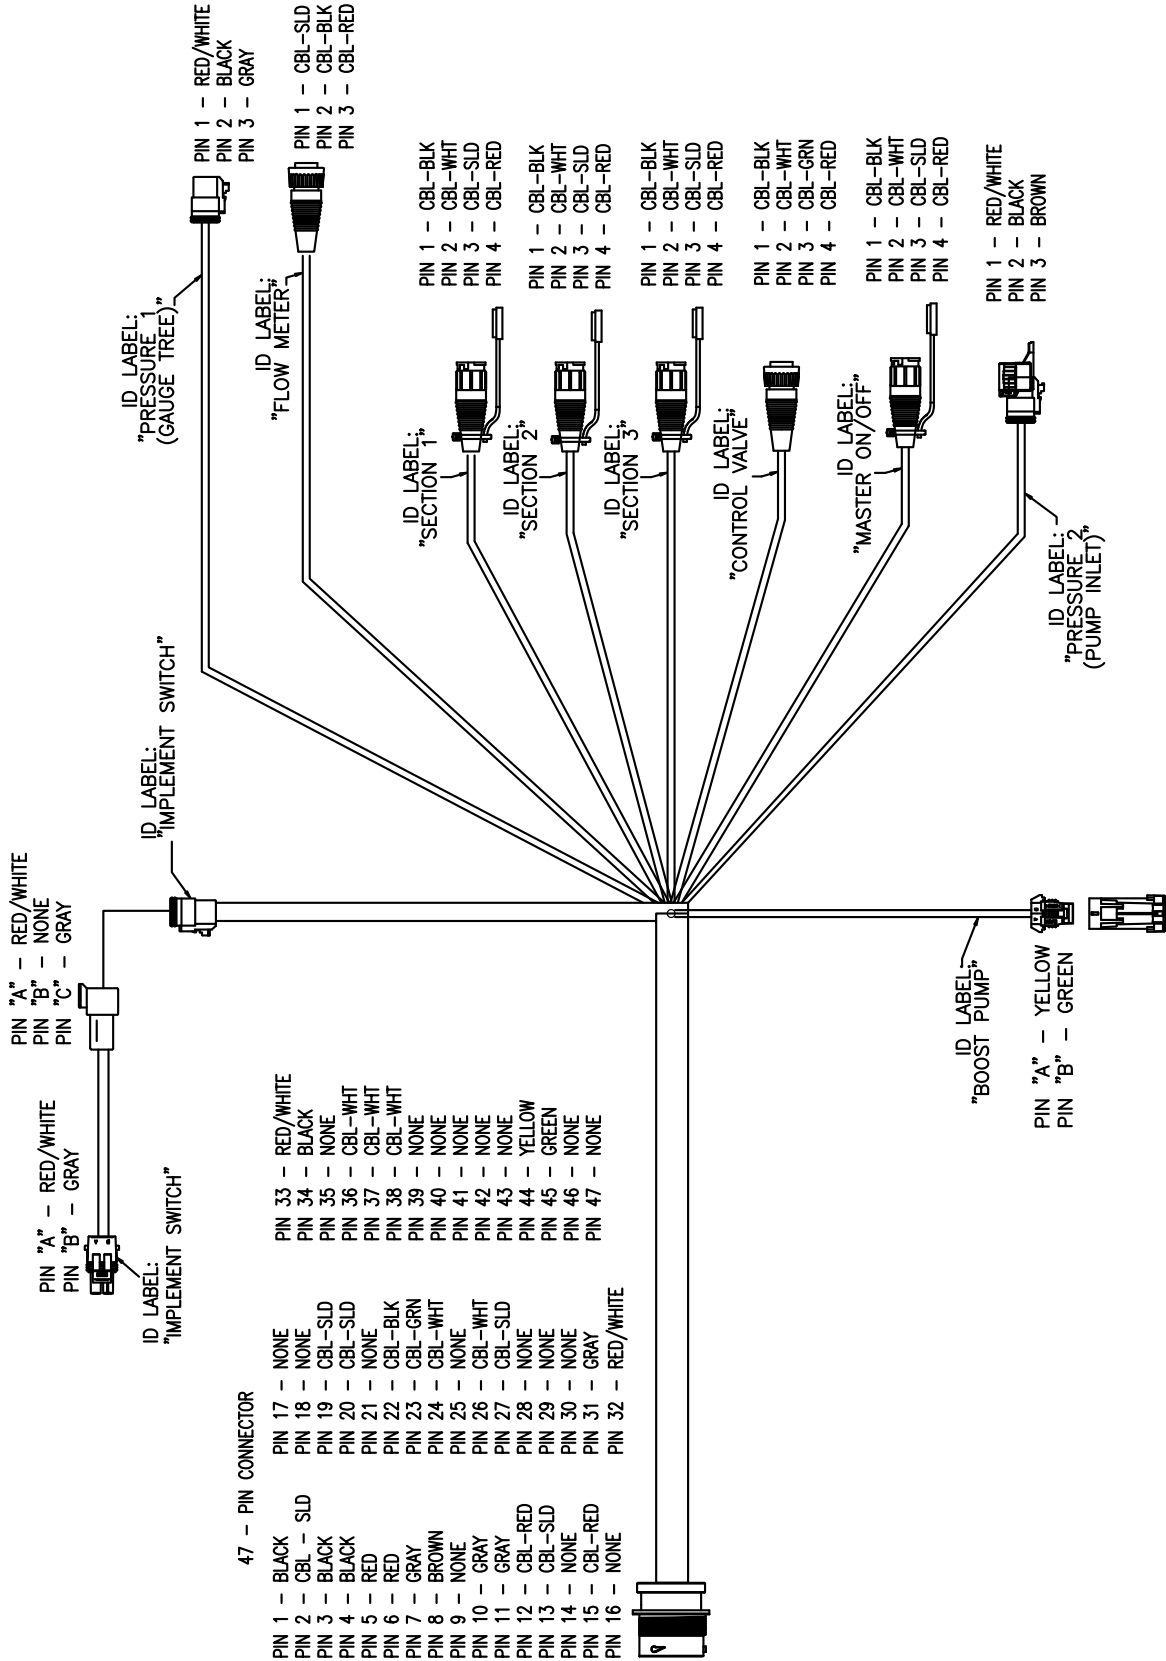 47 - PIN CONNECTOR
PIN 1 - BLACK
PIN 2 - CBL - SLD
PIN 3 - BLACK
PIN 4 - BLACK
PIN 5 - RED
PIN 6 - RED
PIN 7 - GRAY
PIN 8 - BROWN
PIN 9 - NONE
PIN 10 - GRAY
PIN 11 - GRAY
PIN 12 - CBL-RED
PIN 13 - CBL-SLD
PIN 14 - NONE
PIN 15 - CBL-RED
PIN 16 - NONE
PIN 17 - NONE
PIN 18 - NONE
PIN 19 - CBL-SLD
PIN 20 - CBL-SLD
PIN 21 - NONE
PIN 22 - CBL-BLK
PIN 23 - CBL-GRN
PIN 24 - CBL-WHT
PIN 25 - NONE
PIN 26 - CBL-WHT
PIN 27 - CBL-SLD
PIN 28 - NONE
PIN 29 - NONE
PIN 30 - NONE
PIN 31 - GRAY
PIN 32 - RED/WHITE
PIN 33 - RED/WHITE
PIN 34 - BLACK
PIN 35 - NONE
PIN 36 - CBL-WHT
PIN 37 - CBL-WHT
PIN 38 - CBL-WHT
PIN 39 - NONE
PIN 40 - NONE
PIN 41 - NONE
PIN 42 - NONE
PIN 43 - NONE
PIN 44 - YELLOW
PIN 45 - GREEN
PIN 46 - NONE
PIN 47 - NONE
PIN "A" - RED/WHITE
PIN "B" - GRAY
ID LABEL:
"IMPLEMENT SWITCH"
PIN "A" - RED/WHITE
PIN "B" - NONE
PIN "C" - GRAY
ID LABEL:
"IMPLEMENT SWITCH"
ID LABEL:
"BOOST PUMP"
PIN "A" - YELLOW
PIN "B" - GREEN
ID LABEL:
"PRESSURE 1
(GAUGE TREE)"
PIN 1 - RED/WHITE
PIN 2 - BLACK
PIN 3 - GRAY
ID LABEL:
"FLOW METER"
PIN 1 - CBL-SLD
PIN 2 - CBL-BLK
PIN 3 - CBL-RED
ID LABEL:
"SECTION 1"
PIN 1 - CBL-BLK
PIN 2 - CBL-WHT
PIN 3 - CBL-SLD
PIN 4 - CBL-RED
ID LABEL:
"SECTION 2"
PIN 1 - CBL-BLK
PIN 2 - CBL-WHT
PIN 3 - CBL-SLD
PIN 4 - CBL-RED
ID LABEL:
"SECTION 3"
PIN 1 - CBL-BLK
PIN 2 - CBL-WHT
PIN 3 - CBL-SLD
PIN 4 - CBL-RED
ID LABEL:
"CONTROL VALVE"
PIN 1 - CBL-BLK
PIN 2 - CBL-WHT
PIN 3 - CBL-GRN
PIN 4 - CBL-RED
ID LABEL:
"MASTER ON/OFF"
PIN 1 - CBL-BLK
PIN 2 - CBL-WHT
PIN 3 - CBL-SLD
PIN 4 - CBL-RED
ID LABEL:
"PRESSURE 2
(PUMP INLET)"
PIN 1 - RED/WHITE
PIN 2 - BLACK
PIN 3 - BROWN